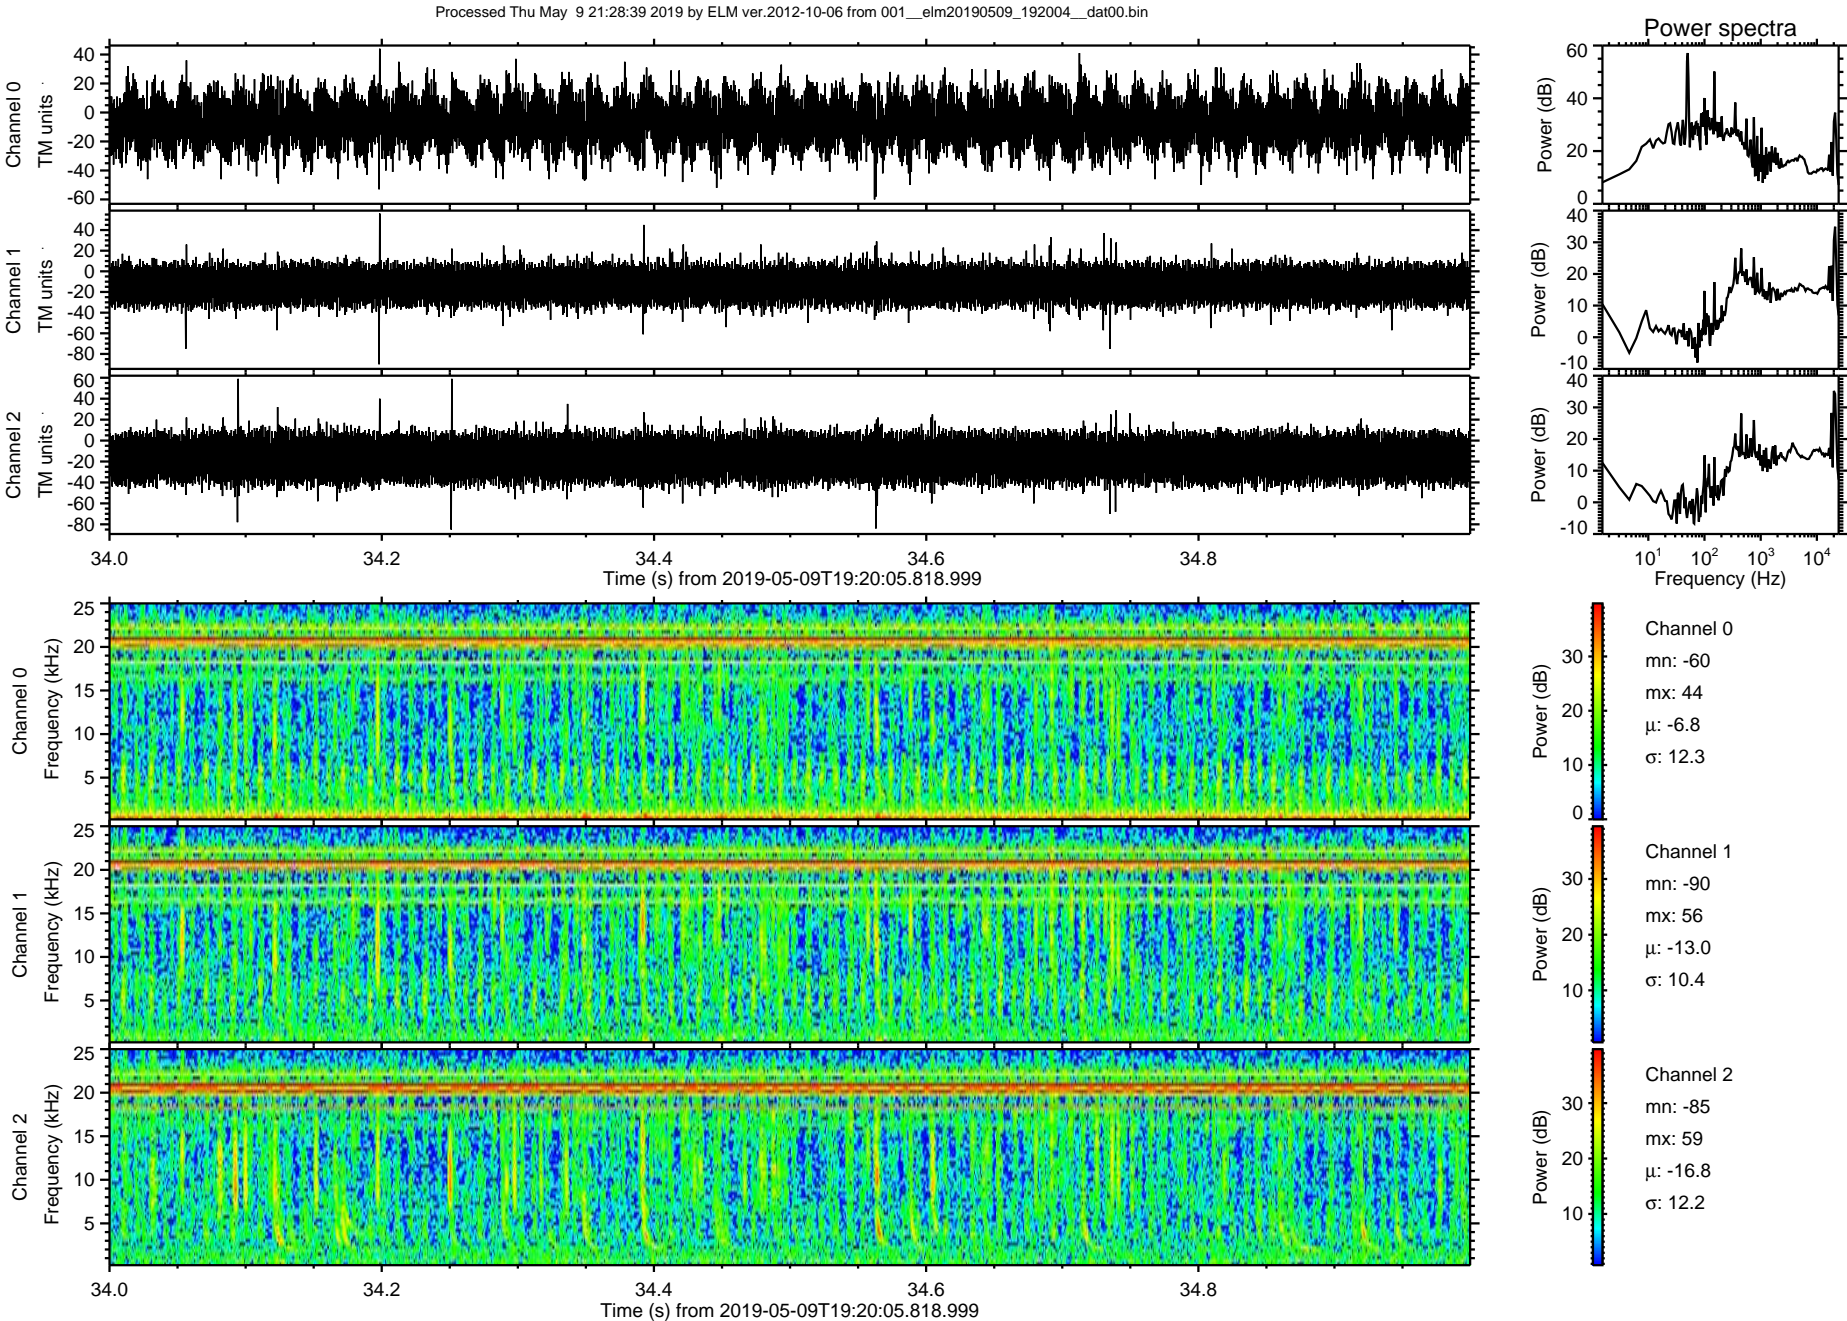 Processed Thu May  9 21:28:39 2019 by ELM ver.2012-10-06 from 001__elm20190509_192004__dat00.bin
Power spectra
Channel 0
TM units
40
20
0
-20
-40
-60
Power (dB)
60
40
20
0
Channel 1
TM units
40
20
0
-20
-40
-60
-80
Power (dB)
40
30
20
10
0
-10
Channel 2
TM units
60
40
20
0
-20
-40
-60
-80
Power (dB)
40
30
20
10
0
-10
34.0 34.2 34.4 34.6 34.8
Time (s) from 2019-05-09T19:20:05.818.999
10^1 10^2 10^3 10^4
Frequency (Hz)
Channel 0
Frequency (kHz)
25
20
15
10
5
Power (dB)
30
20
10
0
Channel 0
mn: -60
mx: 44
μ: -6.8
σ: 12.3
Channel 1
Frequency (kHz)
25
20
15
10
5
Power (dB)
30
20
10
Channel 1
mn: -90
mx: 56
μ: -13.0
σ: 10.4
Channel 2
Frequency (kHz)
25
20
15
10
5
Power (dB)
30
20
10
Channel 2
mn: -85
mx: 59
μ: -16.8
σ: 12.2
34.0 34.2 34.4 34.6 34.8
Time (s) from 2019-05-09T19:20:05.818.999